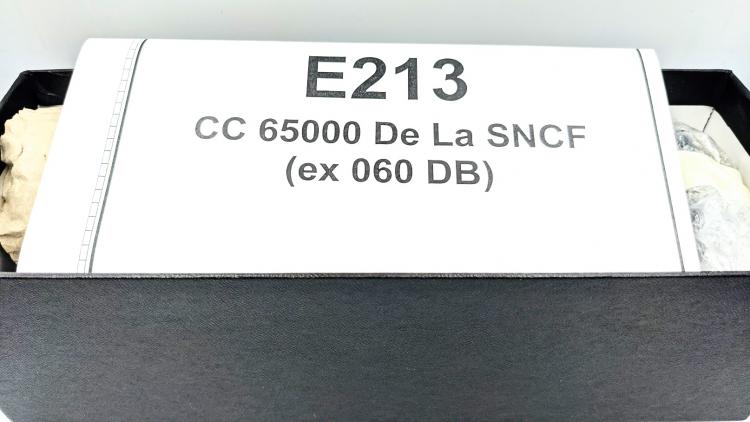 E213
CC 65000 De La SNCF
(ex 060 DB)